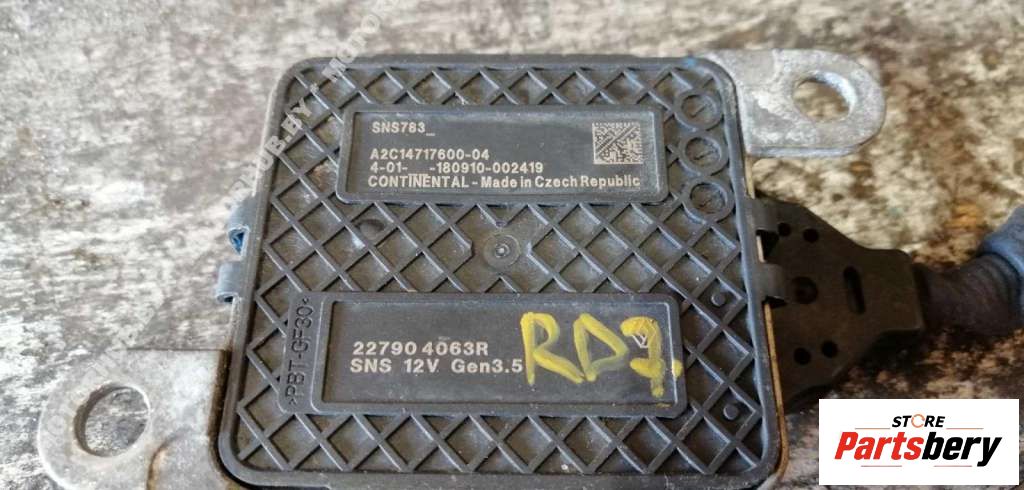 SNS783_
A2C14717600-04
4-01-   -180910-002419
CONTINENTAL - Made in Czech Republic
>PBT-GF30<
22790 4063R
SNS 12V Gen3.5
RD7
STORE
Partsbery